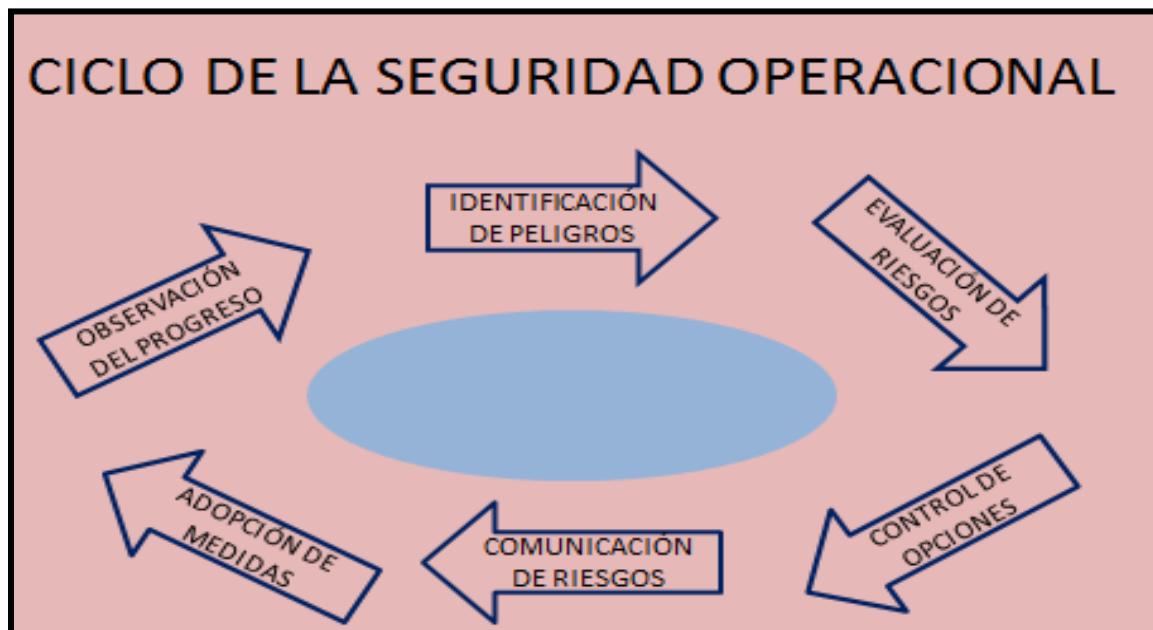 CICLO DE LA SEGURIDAD OPERACIONAL
IDENTIFICACIÓN
DE PELIGROS
EVALUACIÓN DE
RIESGOS
CONTROL DE
OPCIONES
COMUNICACIÓN
DE RIESGOS
ADOPCIÓN DE
MEDIDAS
OBSERVACIÓN
DEL PROGRESO